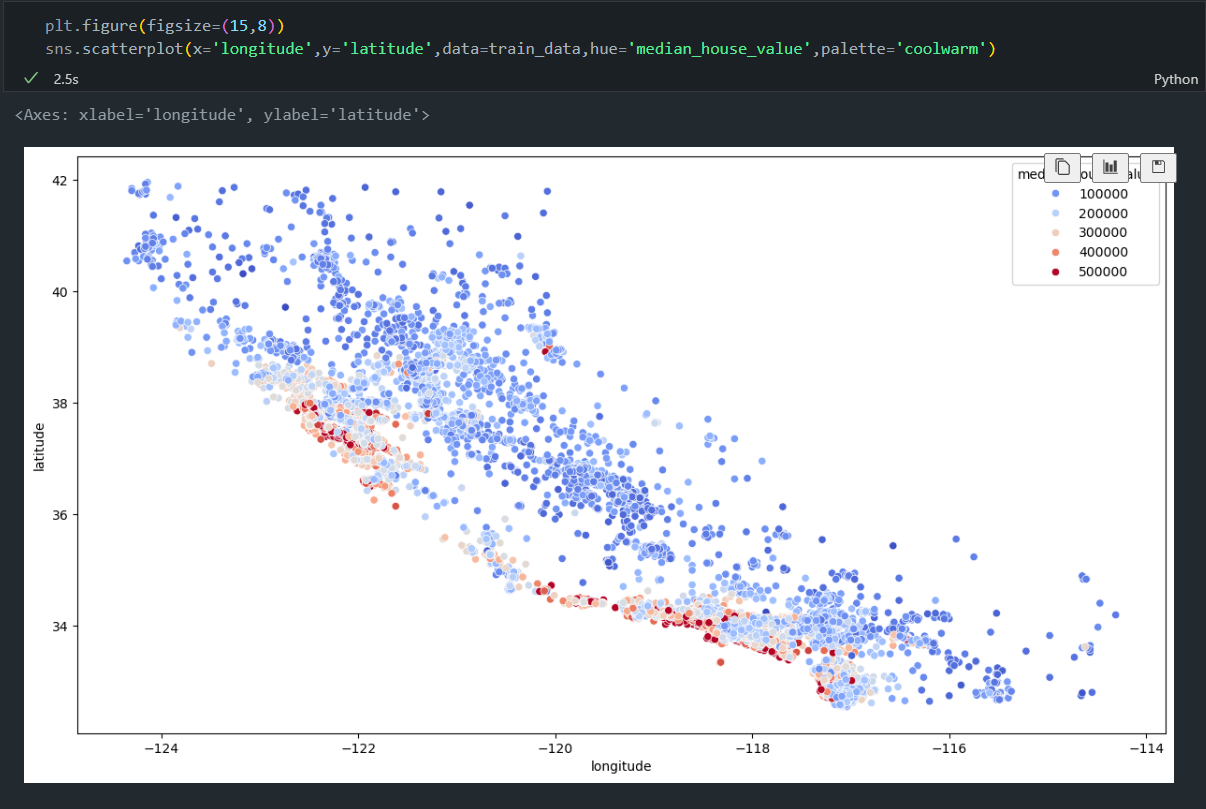 plt.figure(figsize=(15,8))
sns.scatterplot(x='longitude',y='latitude',data=train_data,hue='median_house_value',palette='coolwarm')
2.5s
Python
<Axes: xlabel='longitude', ylabel='latitude'>
42
40
38
36
34
latitude
100000
200000
300000
400000
500000
−124
−122
−120
−118
−116
−114
longitude